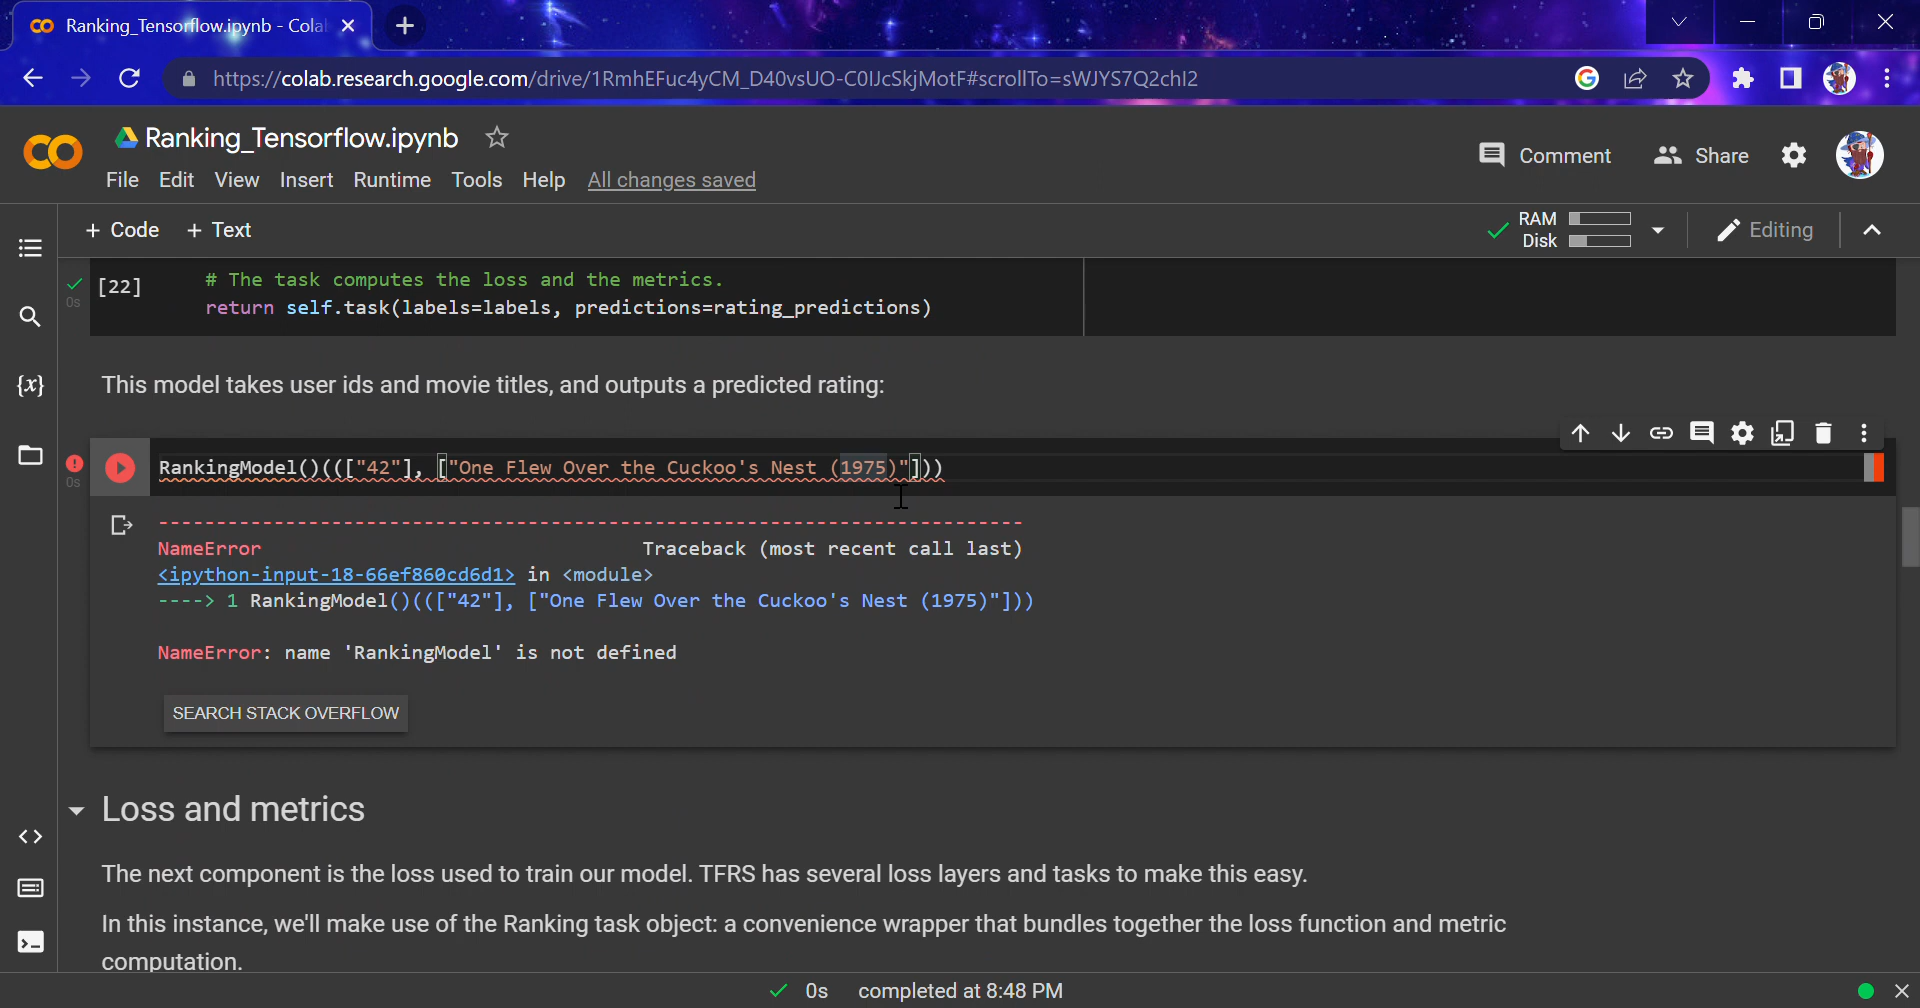 Ranking_Tensorflow.ipynb - Cola
https://colab.research.google.com/drive/1RmhEFuc4yCM_D40vsUO-C0lJcSkjMotF#scrollTo=sWJYS7Q2chI2
Ranking_Tensorflow.ipynb
Comment Share
File Edit View Insert Runtime Tools Help All changes saved
+ Code + Text
RAM
Disk
Editing
[22] # The task computes the loss and the metrics.
0s
return self.task(labels=labels, predictions=rating_predictions)
This model takes user ids and movie titles, and outputs a predicted rating:
RankingModel()((["42"], ["One Flew Over the Cuckoo's Nest (1975)"]))
0s
---------------------------------------------------------------------------
NameError Traceback (most recent call last)
<ipython-input-18-66ef860cd6d1> in <module>
----> 1 RankingModel()((["42"], ["One Flew Over the Cuckoo's Nest (1975)"]))
NameError: name 'RankingModel' is not defined
SEARCH STACK OVERFLOW
Loss and metrics
The next component is the loss used to train our model. TFRS has several loss layers and tasks to make this easy.
In this instance, we'll make use of the Ranking task object: a convenience wrapper that bundles together the loss function and metric
computation.
0s completed at 8:48 PM